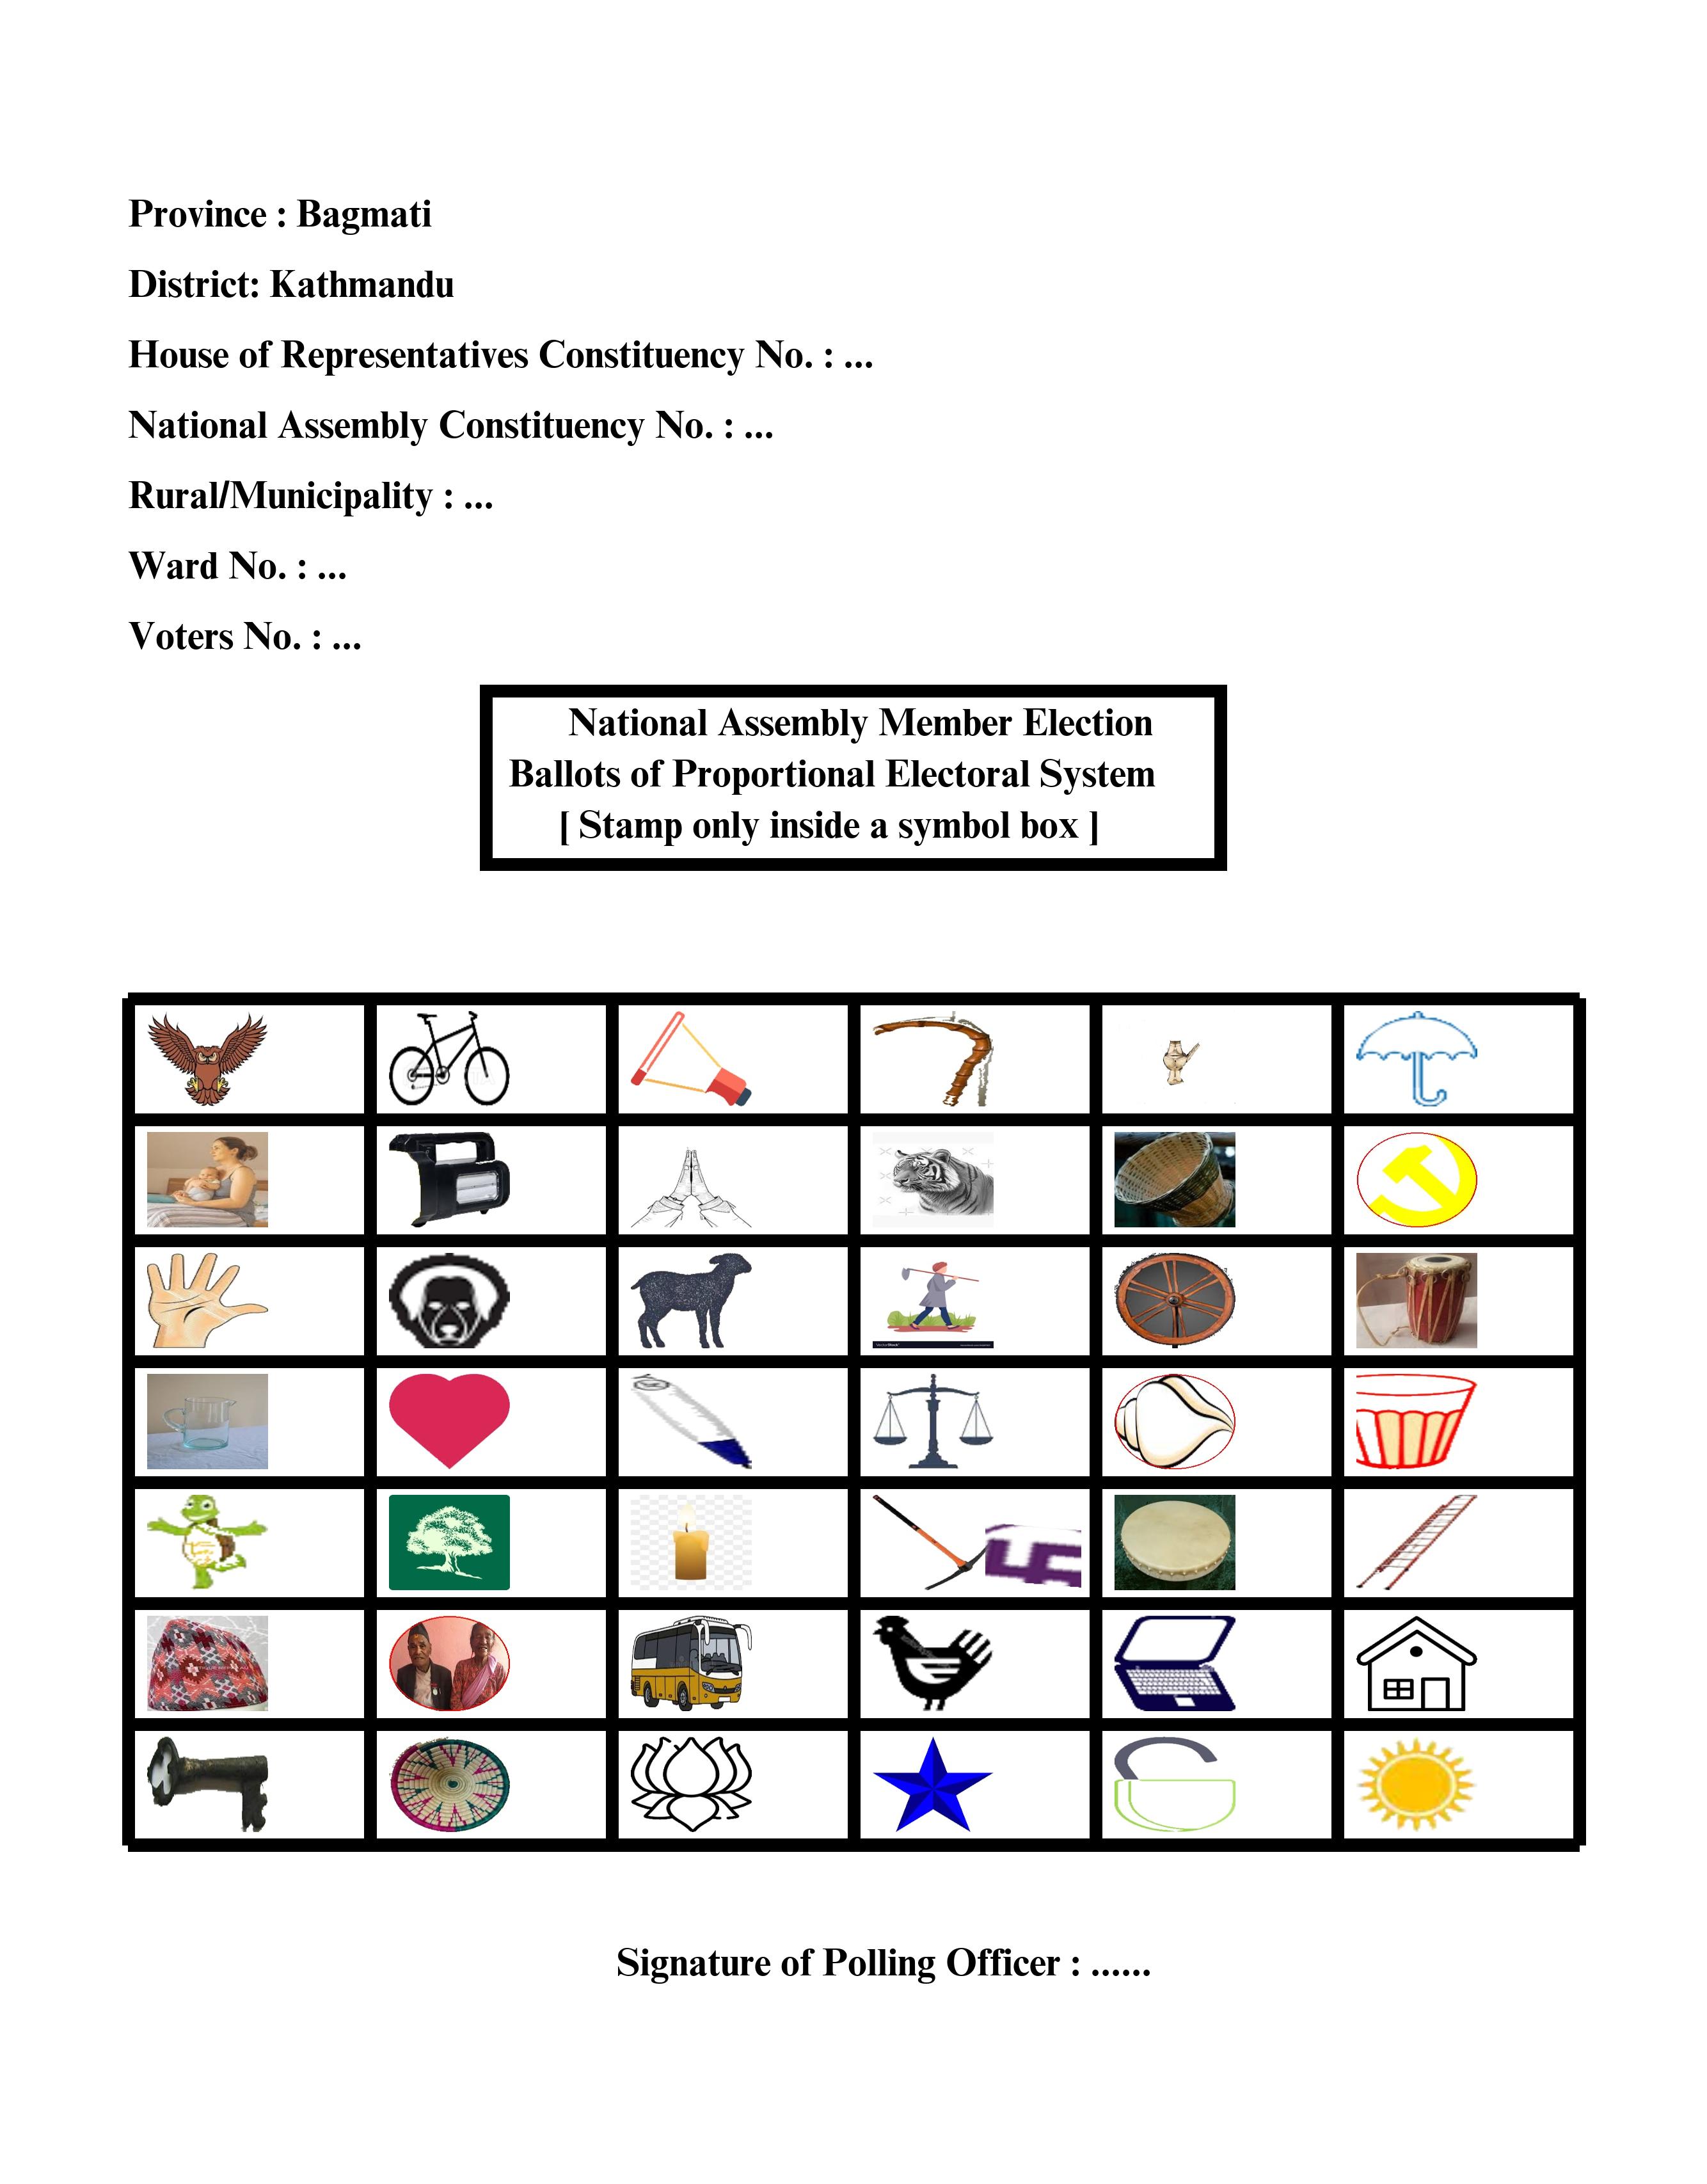 Province : Bagmati
District: Kathmandu
House of Representatives Constituency No. : ...
National Assembly Constituency No. : ...
Rural/Municipality : ...
Ward No. : ...
Voters No. : ...
National Assembly Member Election
Ballots of Proportional Electoral System
[ Stamp only inside a symbol box ]
Signature of Polling Officer : ......